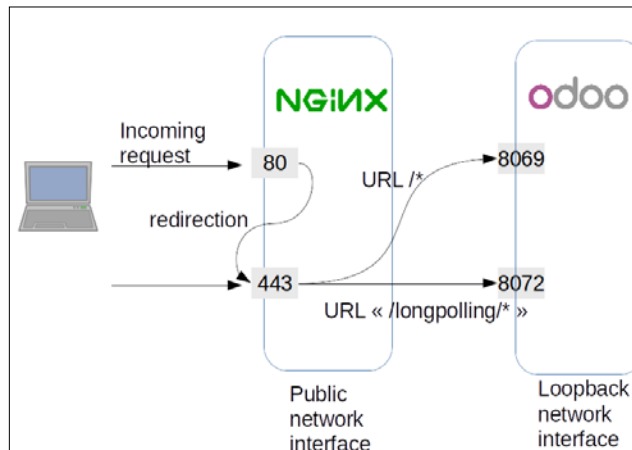 NGiNX
odoo
Incoming
request
80
8069
URL /*
redirection
443
8072
URL « /longpolling/* »
Public
network
interface
Loopback
network
interface